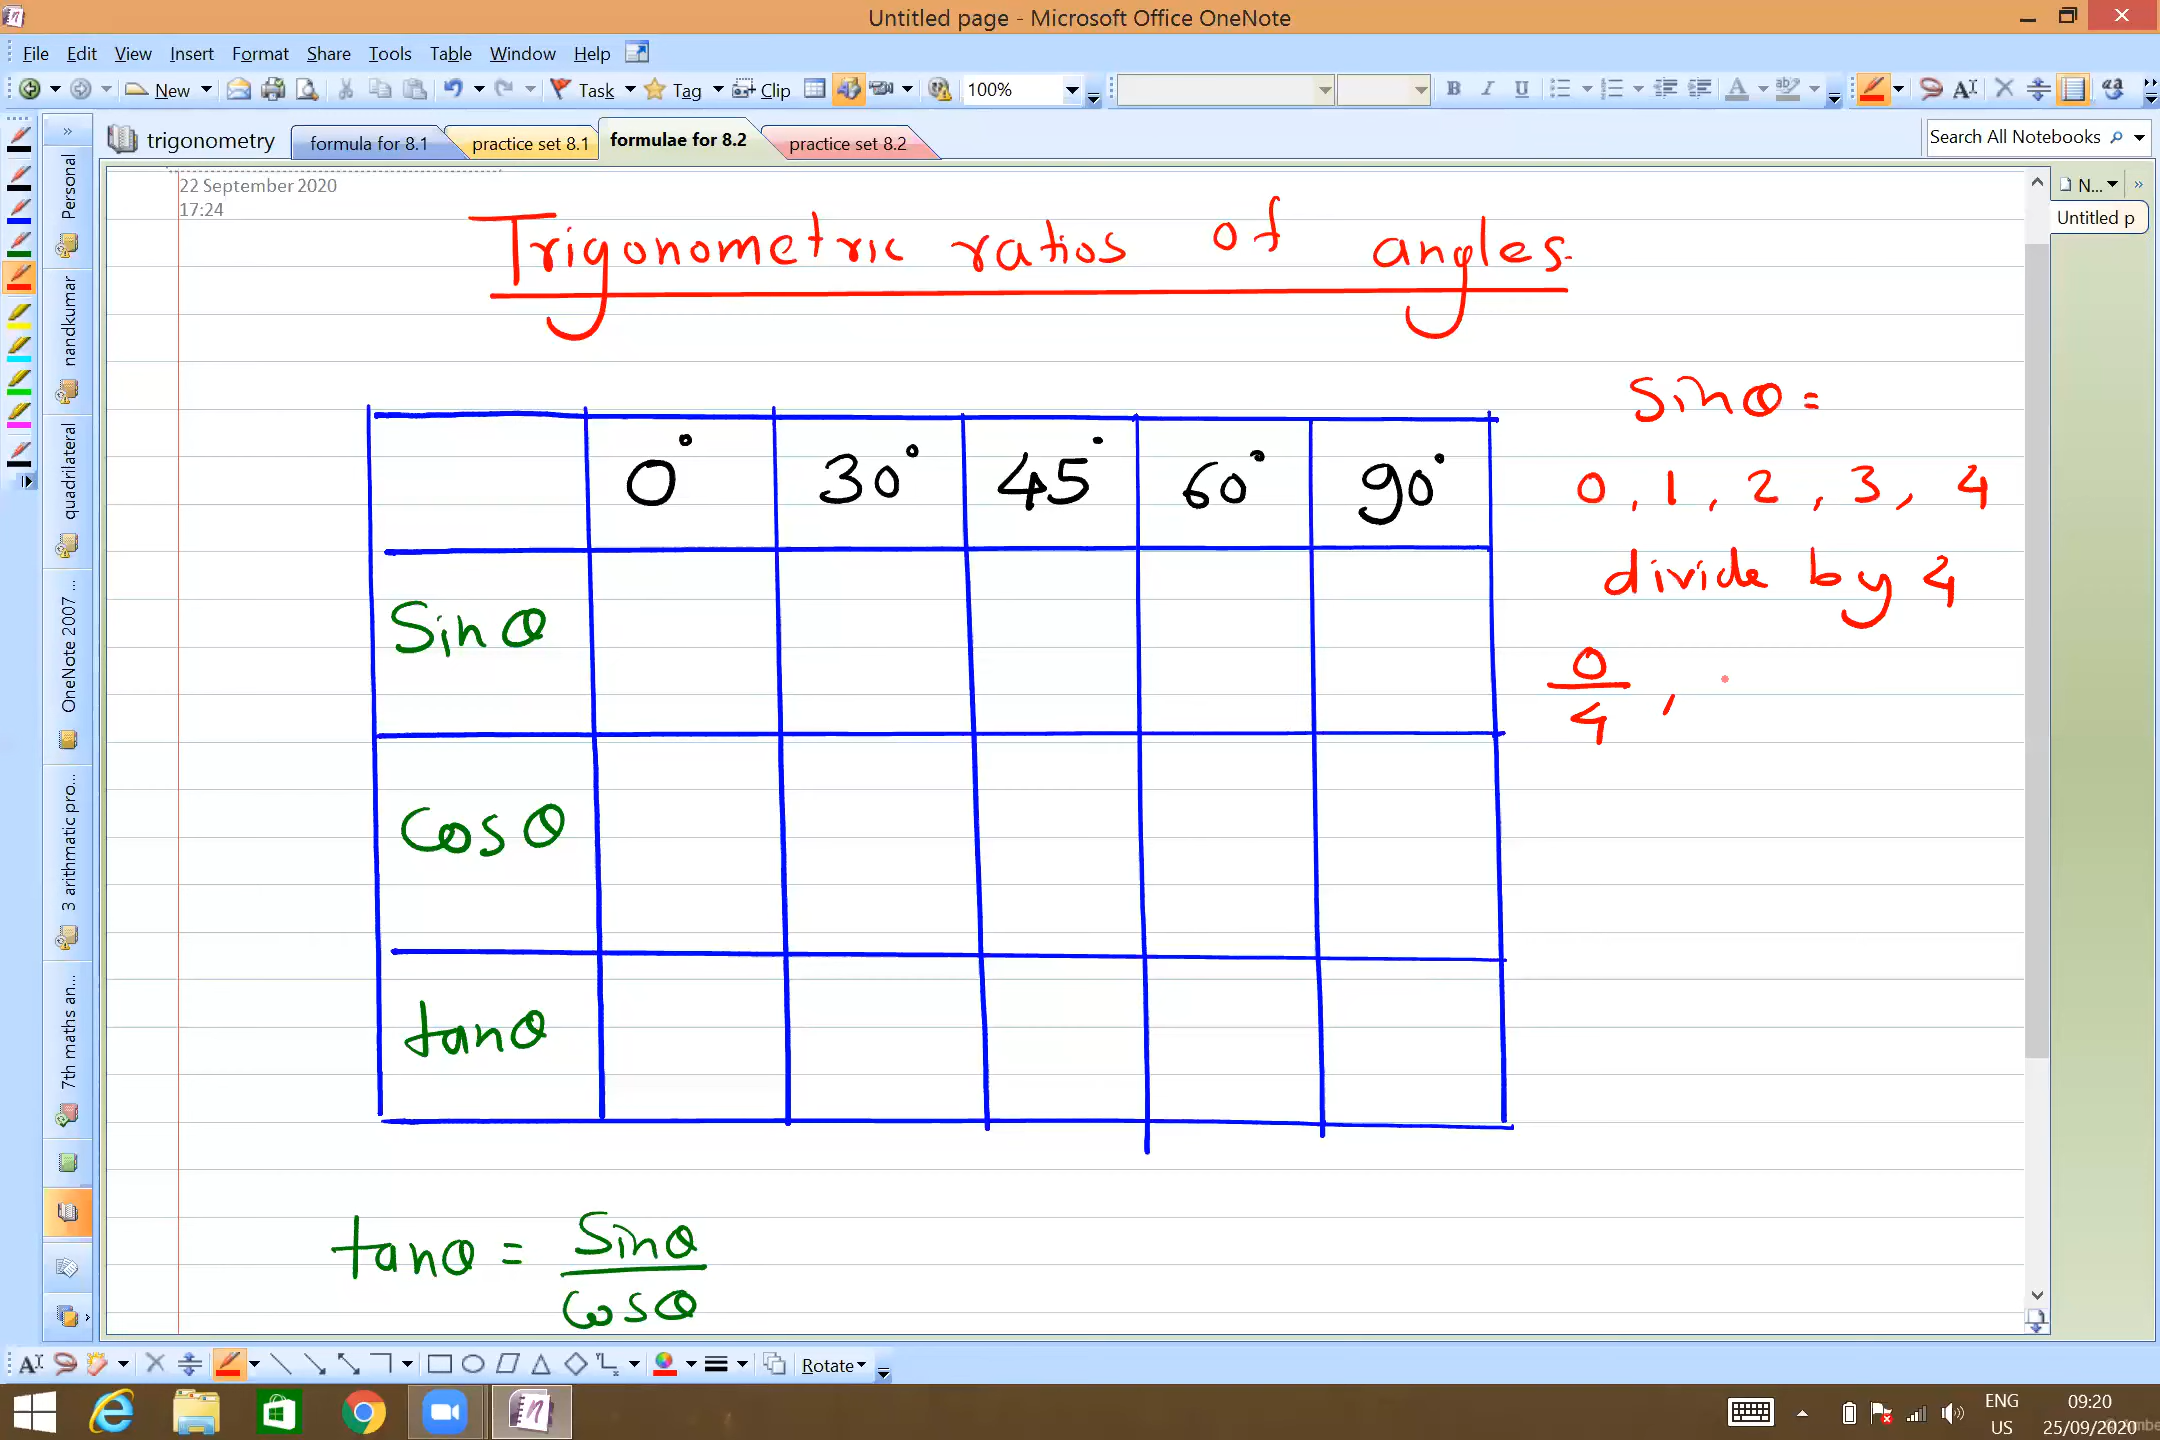 Untitled page - Microsoft Office OneNote
File Edit View Insert Format Share Tools Table Window Help
New Task Tag Clip 100% B I U
trigonometry formula for 8.1 practice set 8.1 formulae for 8.2 practice set 8.2 Search All Notebooks
N...
Untitled p
Personal
nandkumar
quadrilateral
OneNote 2007 ...
3 arithmatic pro...
7th maths an...
22 September 2020
17:24
Trigonometric ratios of angles.
0° 30° 45° 60° 90°
Sin θ
Cos θ
tan θ
Sin θ =
0, 1, 2, 3, 4
divide by 4
0/4 ,
tan θ = Sin θ / Cos θ
Rotate
ENG
US
09:20
25/09/2020